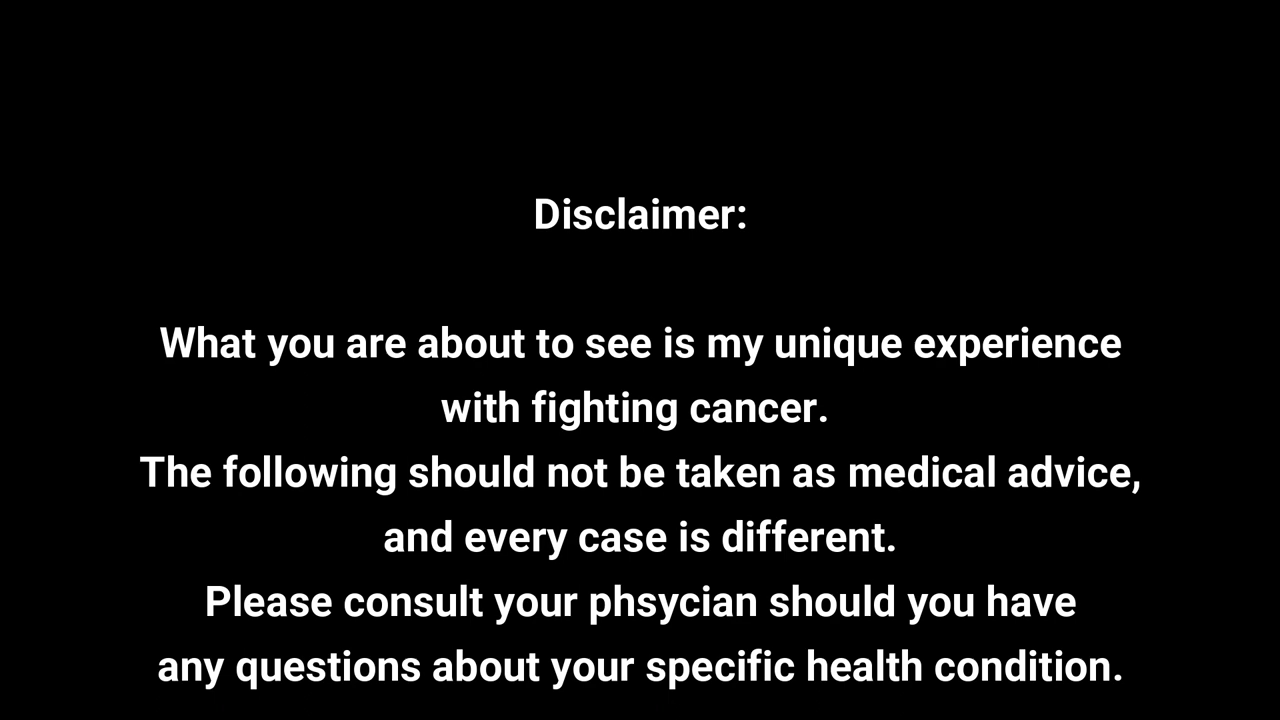 Disclaimer:
What you are about to see is my unique experience
with fighting cancer.
The following should not be taken as medical advice,
and every case is different.
Please consult your phsycian should you have
any questions about your specific health condition.